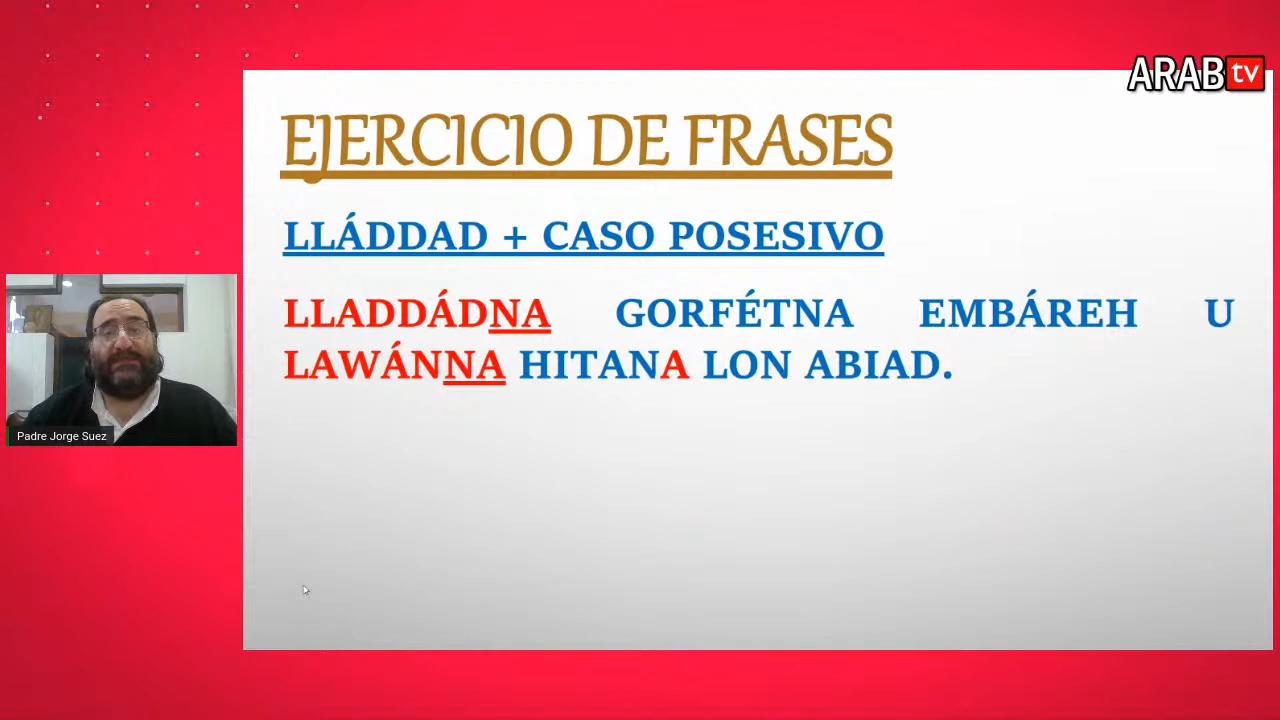 ARAB tv
EJERCICIO DE FRASES
LLÁDDAD + CASO POSESIVO
LLADDÁDNA GORFÉTNA EMBÁREH U
LAWÁNNA HITANA LON ABIAD.
Padre Jorge Suez